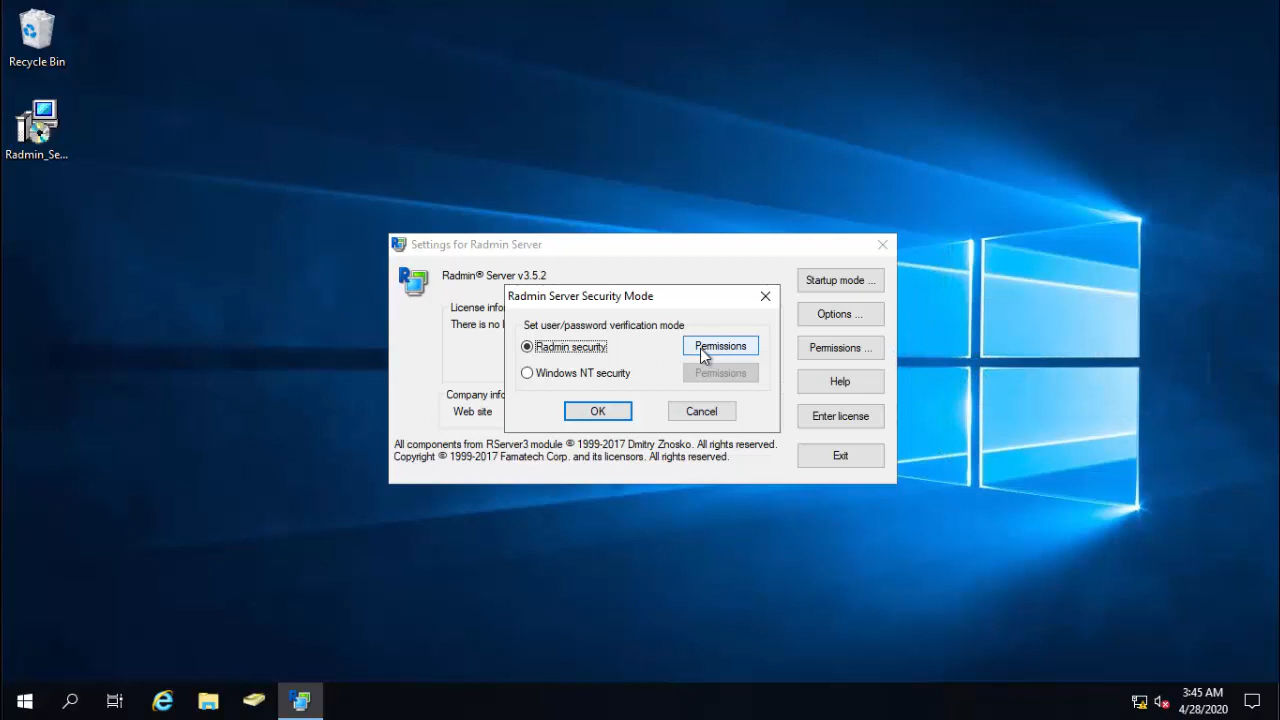 Recycle Bin
Radmin_Se...
Settings for Radmin Server
Radmin® Server v3.5.2
License info
There is no l
Company info
Web site
Radmin Server Security Mode
Set user/password verification mode
Radmin security
Permissions
Windows NT security
Permissions
OK
Cancel
Startup mode ...
Options ...
Permissions ...
Help
Enter license
Exit
All components from RServer3 module © 1999-2017 Dmitry Znosko. All rights reserved.
Copyright © 1999-2017 Famatech Corp. and its licensors. All rights reserved.
3:45 AM
4/28/2020